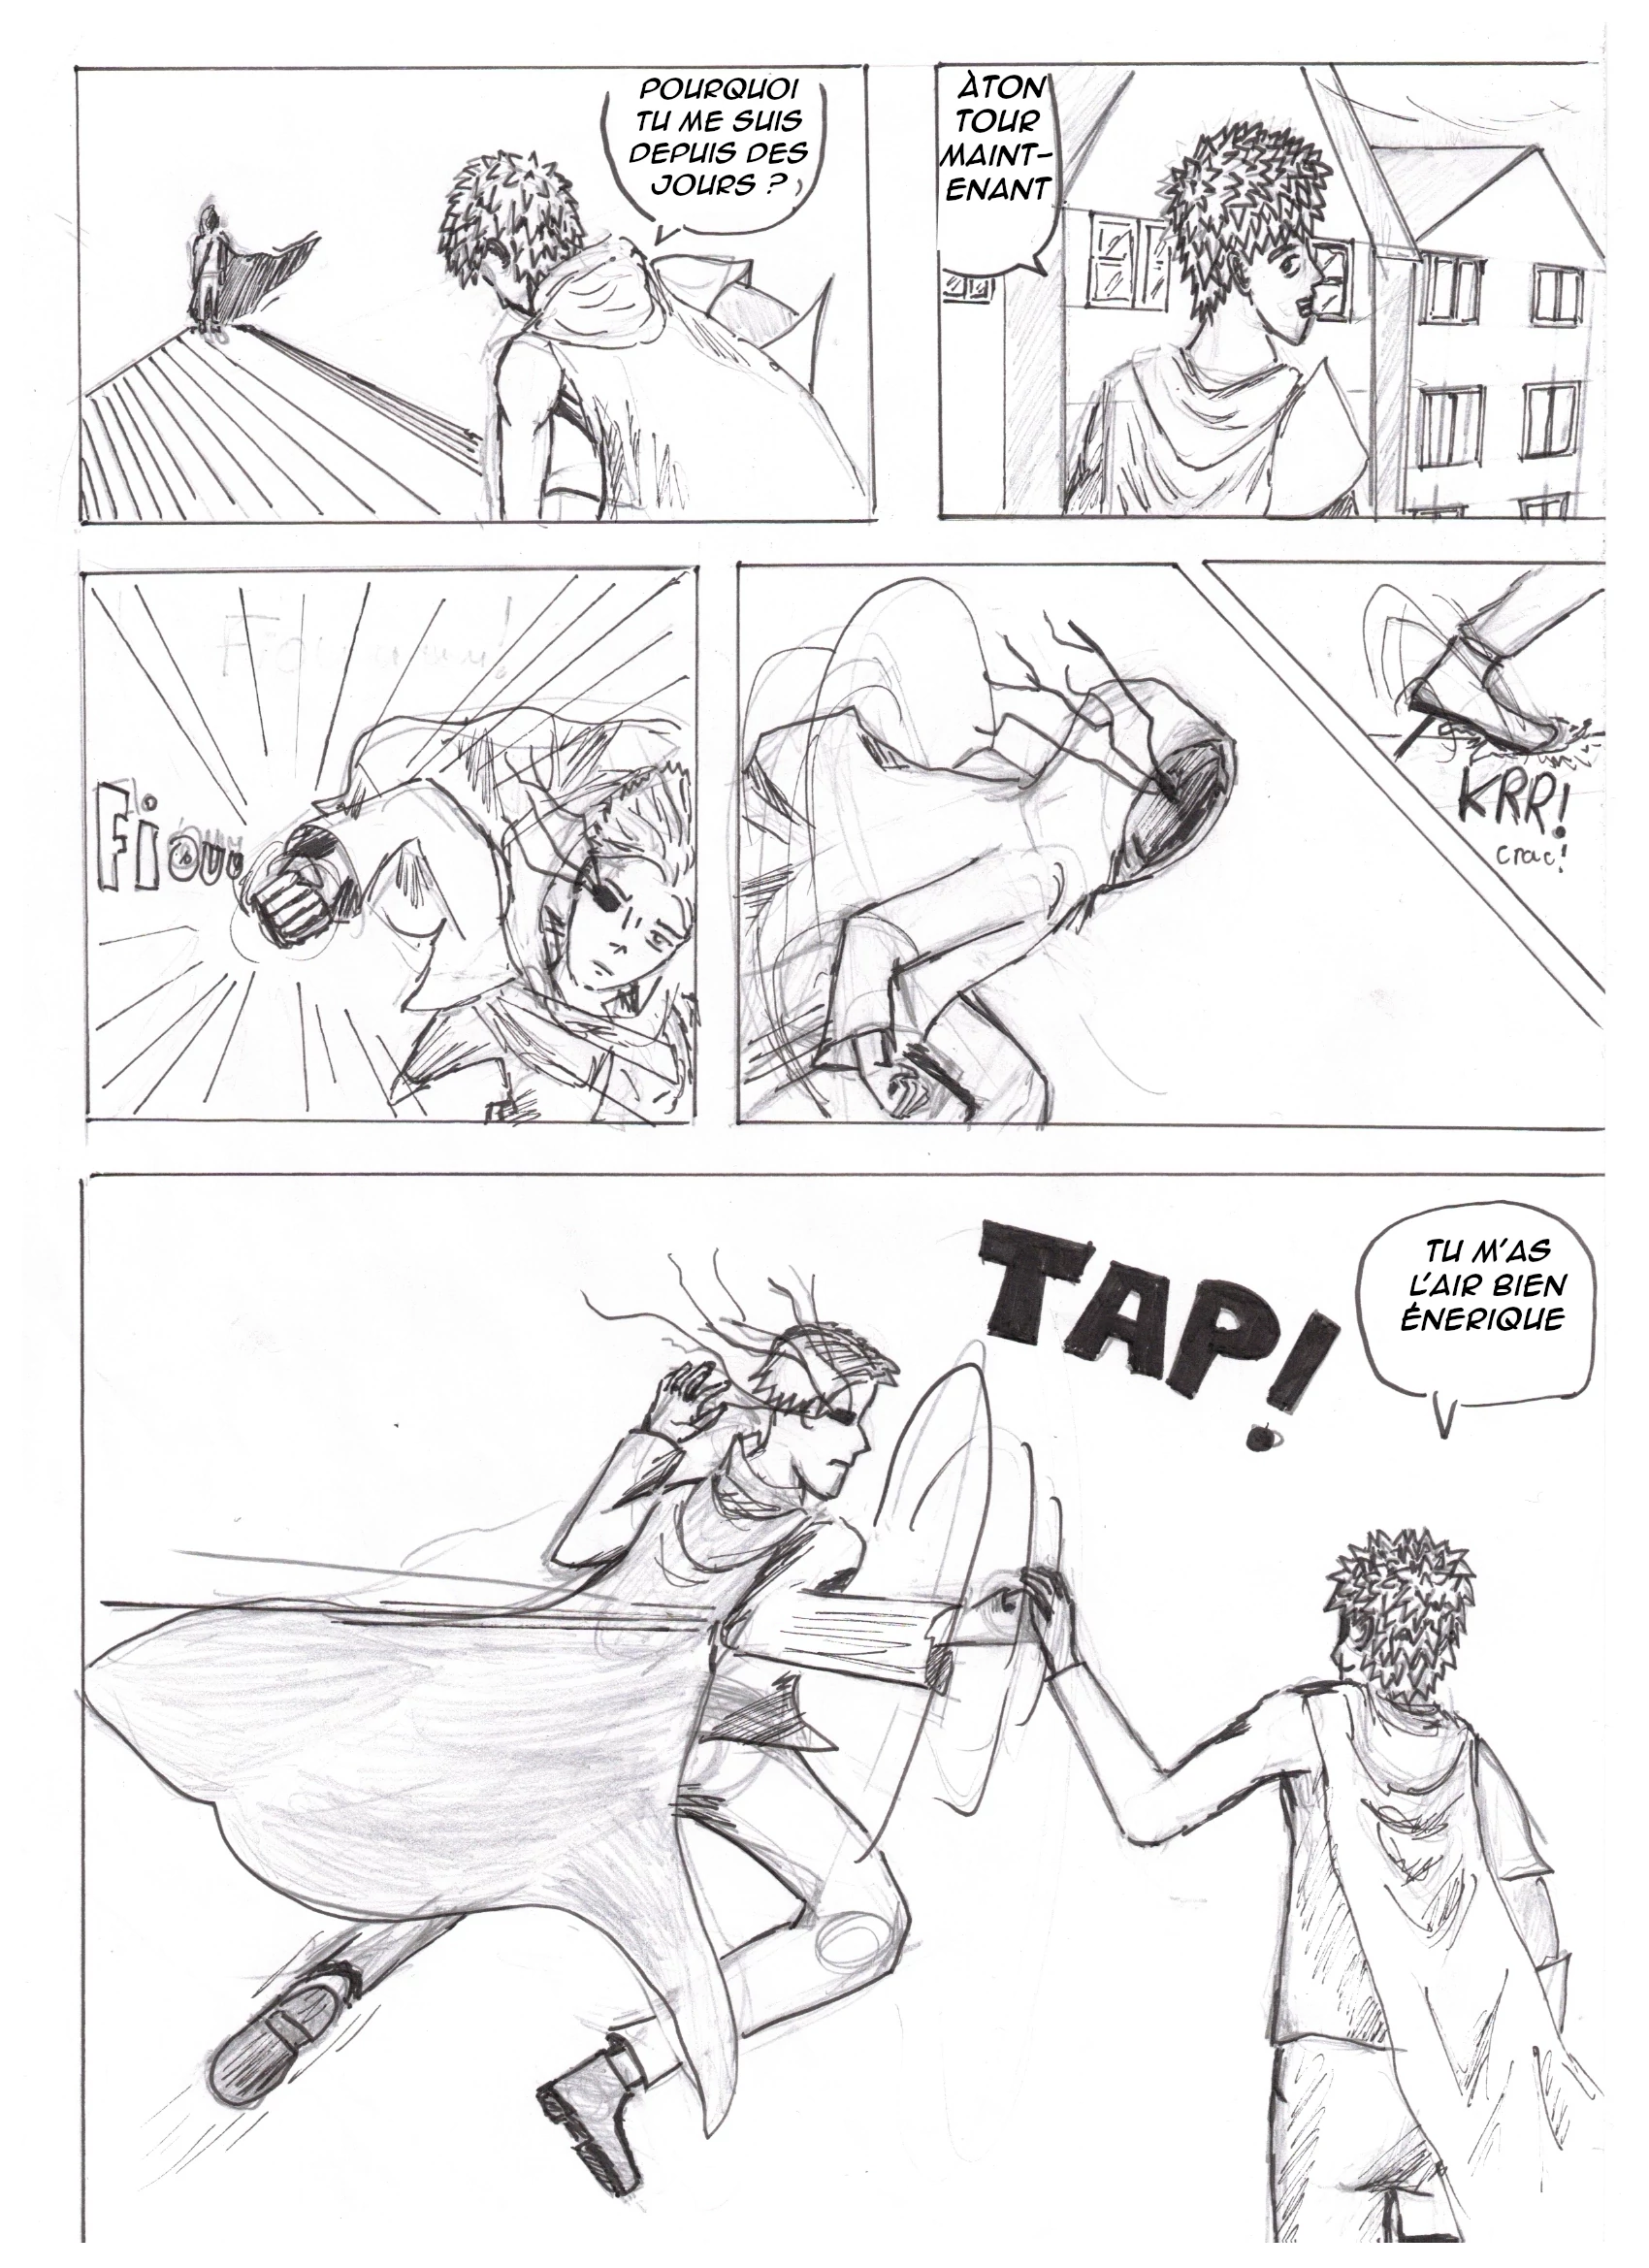 POURQUOI
TU ME SUIS
DEPUIS DES
JOURS ?
ÀTON
TOUR
MAINT-
ENANT
Fiouu
KRR!
crac!
TAP!
TU M'AS
L'AIR BIEN
ÉNERIQUE